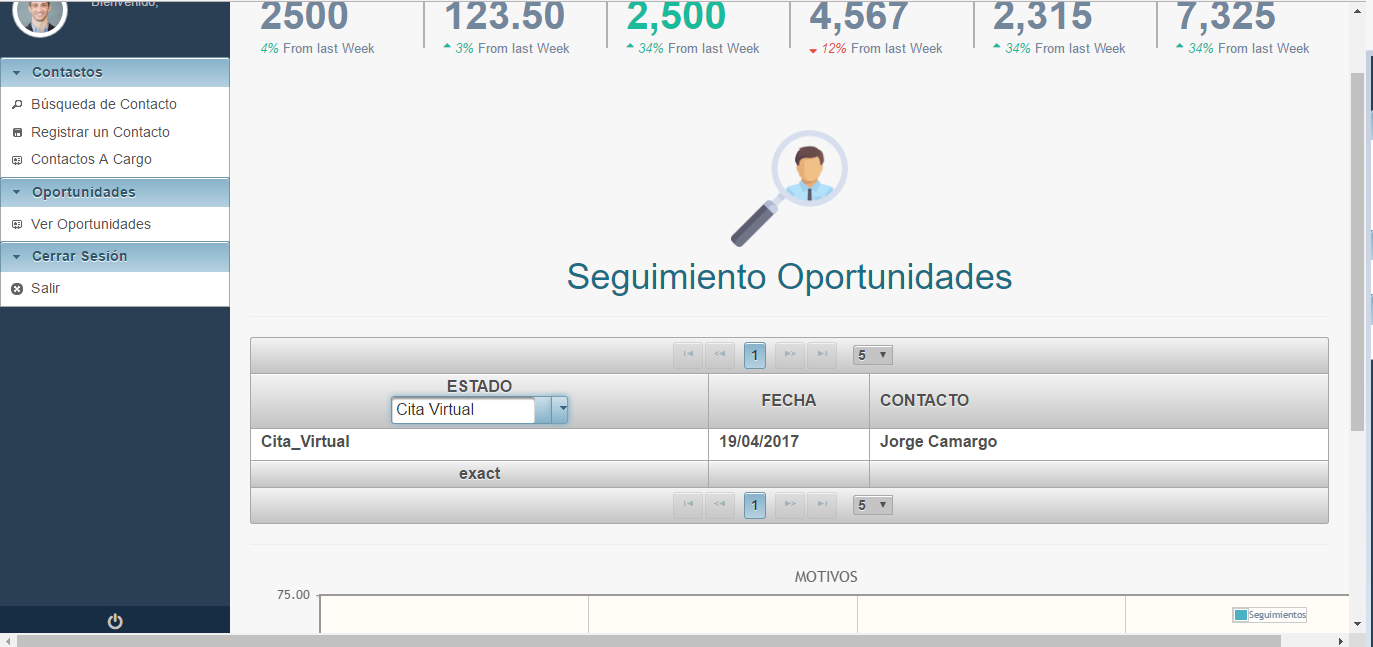 Bienvenido,
2500
4% From last Week
123.50
3% From last Week
2,500
34% From last Week
4,567
12% From last Week
2,315
34% From last Week
7,325
34% From last Week
Contactos
Búsqueda de Contacto
Registrar un Contacto
Contactos A Cargo
Oportunidades
Ver Oportunidades
Cerrar Sesión
Salir
Seguimiento Oportunidades
1 5
ESTADO FECHA CONTACTO
Cita Virtual
Cita_Virtual 19/04/2017 Jorge Camargo
exact
1 5
MOTIVOS
75.00
Seguimientos